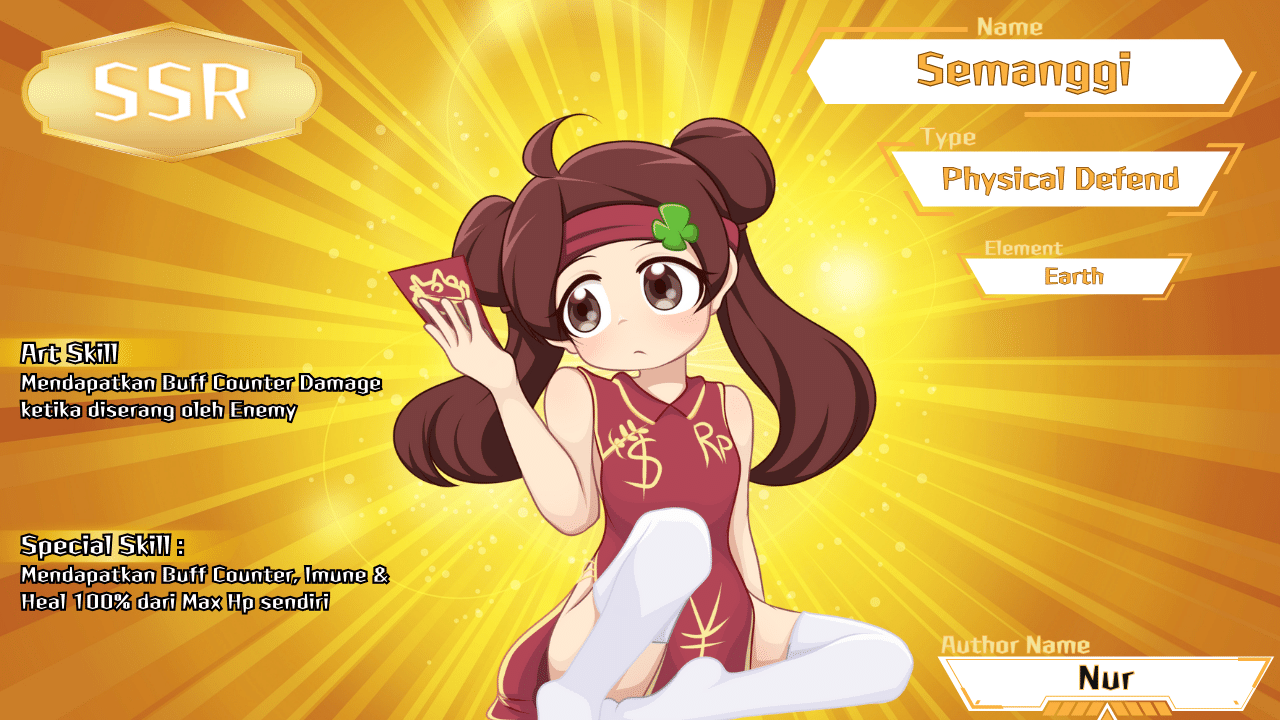 SSR
Name
Semanggi
Type
Physical Defend
Element
Earth
Art Skill
Mendapatkan Buff Counter Damage
ketika diserang oleh Enemy
$
Rp
Special Skill :
Mendapatkan Buff Counter, Imune &
Heal 100% dari Max Hp sendiri
Author Name
Nur